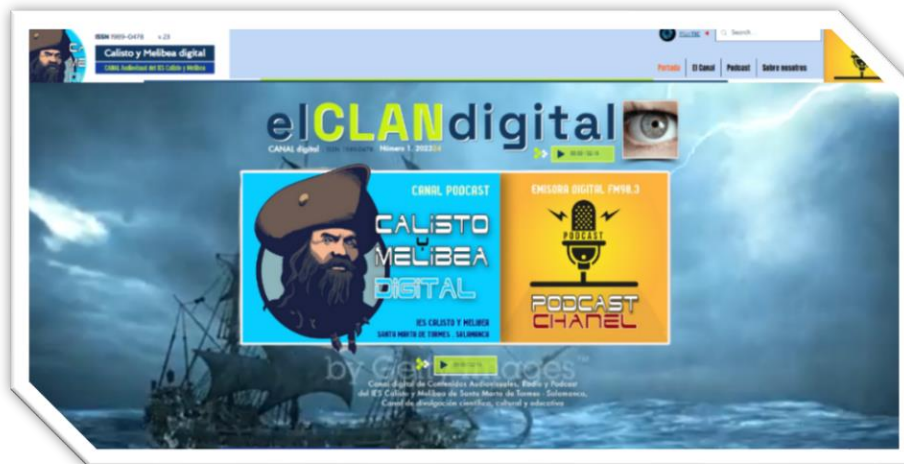 ISSN 1989-0478
Calisto y Melibea digital
CANAL Audiovisual del IES Calisto y Melibea
Search...
Portada
El Canal
Podcast
Sobre nosotros
elCLANdigital
CANAL digital
Número 1. 2023
CANAL PODCAST
CALISTO
Y
MELIBEA
DIGITAL
IES CALISTO Y MELIBEA
SANTA MARTA DE TORMES . SALAMANCA
EMISORA DIGITAL FM98.3
PODCAST
PODCAST
CHANEL
by Getty Images™
Canal digital de Contenidos Audiovisuales, Radio y Podcast
del IES Calisto y Melibea de Santa Marta de Tormes - Salamanca,
Canal de divulgación científica, cultural y educativa